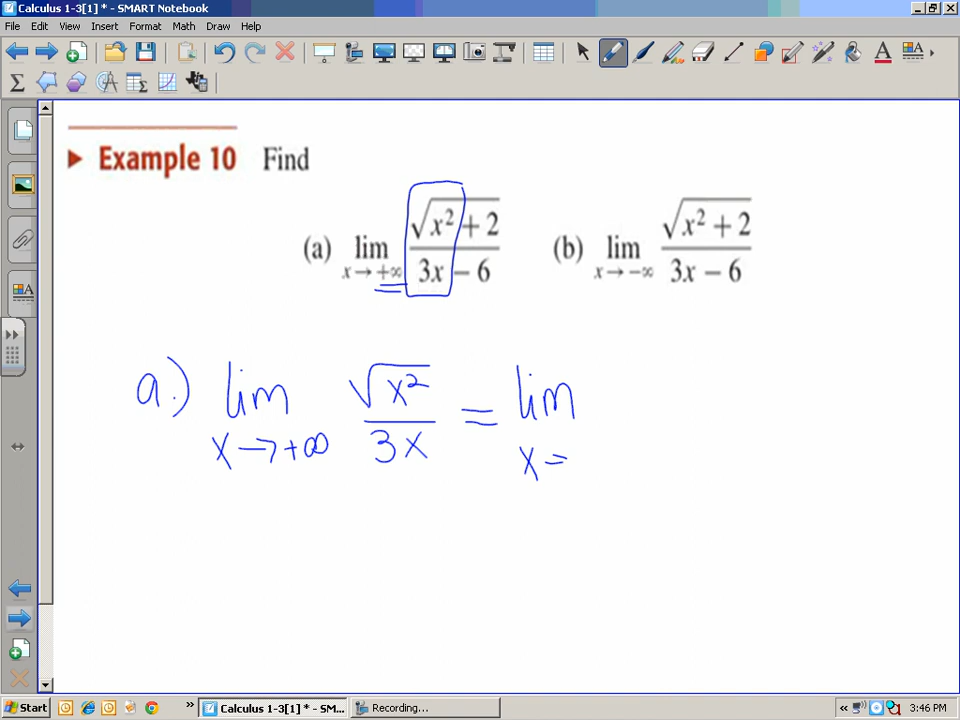 Calculus 1-3[1] * - SMART Notebook
File Edit View Insert Format Math Draw Help
Example 10 Find
(a) lim x→+∞ √(x² + 2) / (3x − 6) (b) lim x→−∞ √(x² + 2) / (3x − 6)
a.) lim x→+∞ √x² / 3x = lim x=
Start Calculus 1-3[1] * - SM... Recording... 3:46 PM